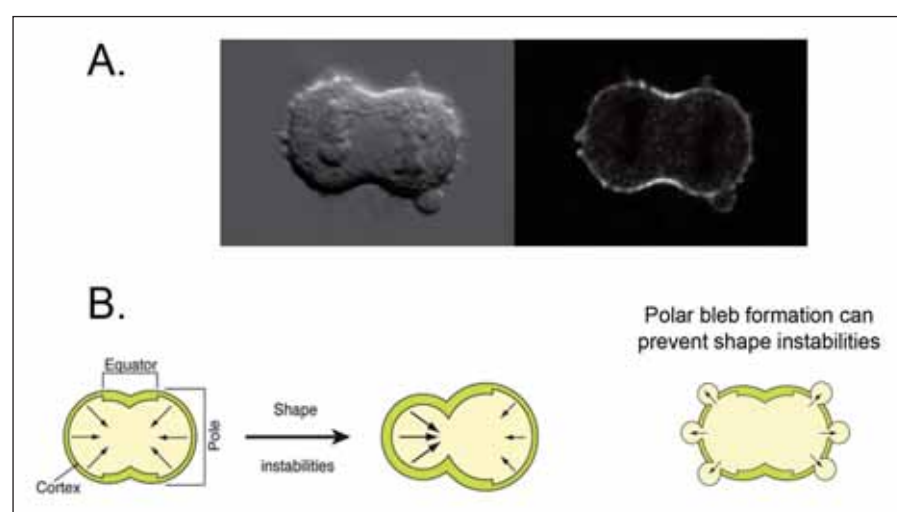 A.
B.
Polar bleb formation can
prevent shape instabilities
Equator
Shape
instabilities
Pole
Cortex